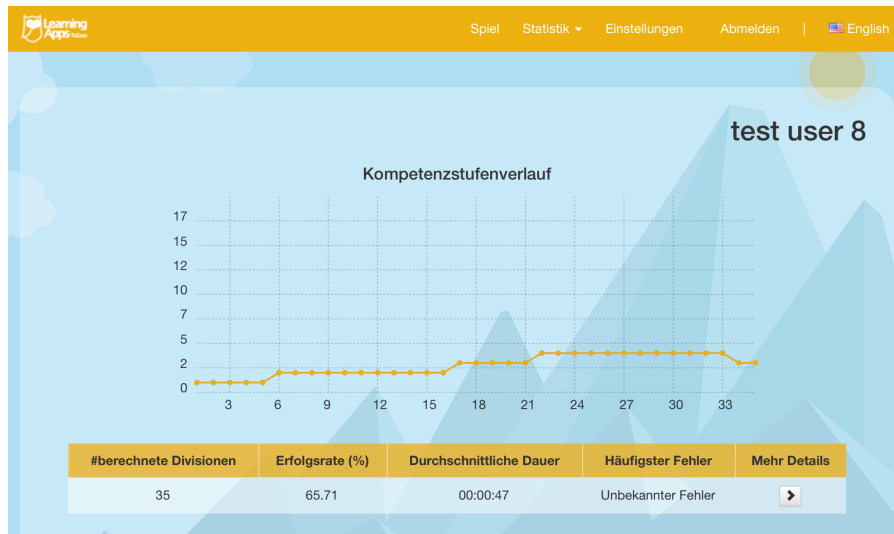 Learning
Apps
Spiel Statistik Einstellungen Abmelden | English
test user 8
Kompetenzstufenverlauf
17
15
12
10
7
5
2
0
3 6 9 12 15 18 21 24 27 30 33
#berechnete Divisionen Erfolgsrate (%) Durchschnittliche Dauer Häufigster Fehler Mehr Details
35 65.71 00:00:47 Unbekannter Fehler